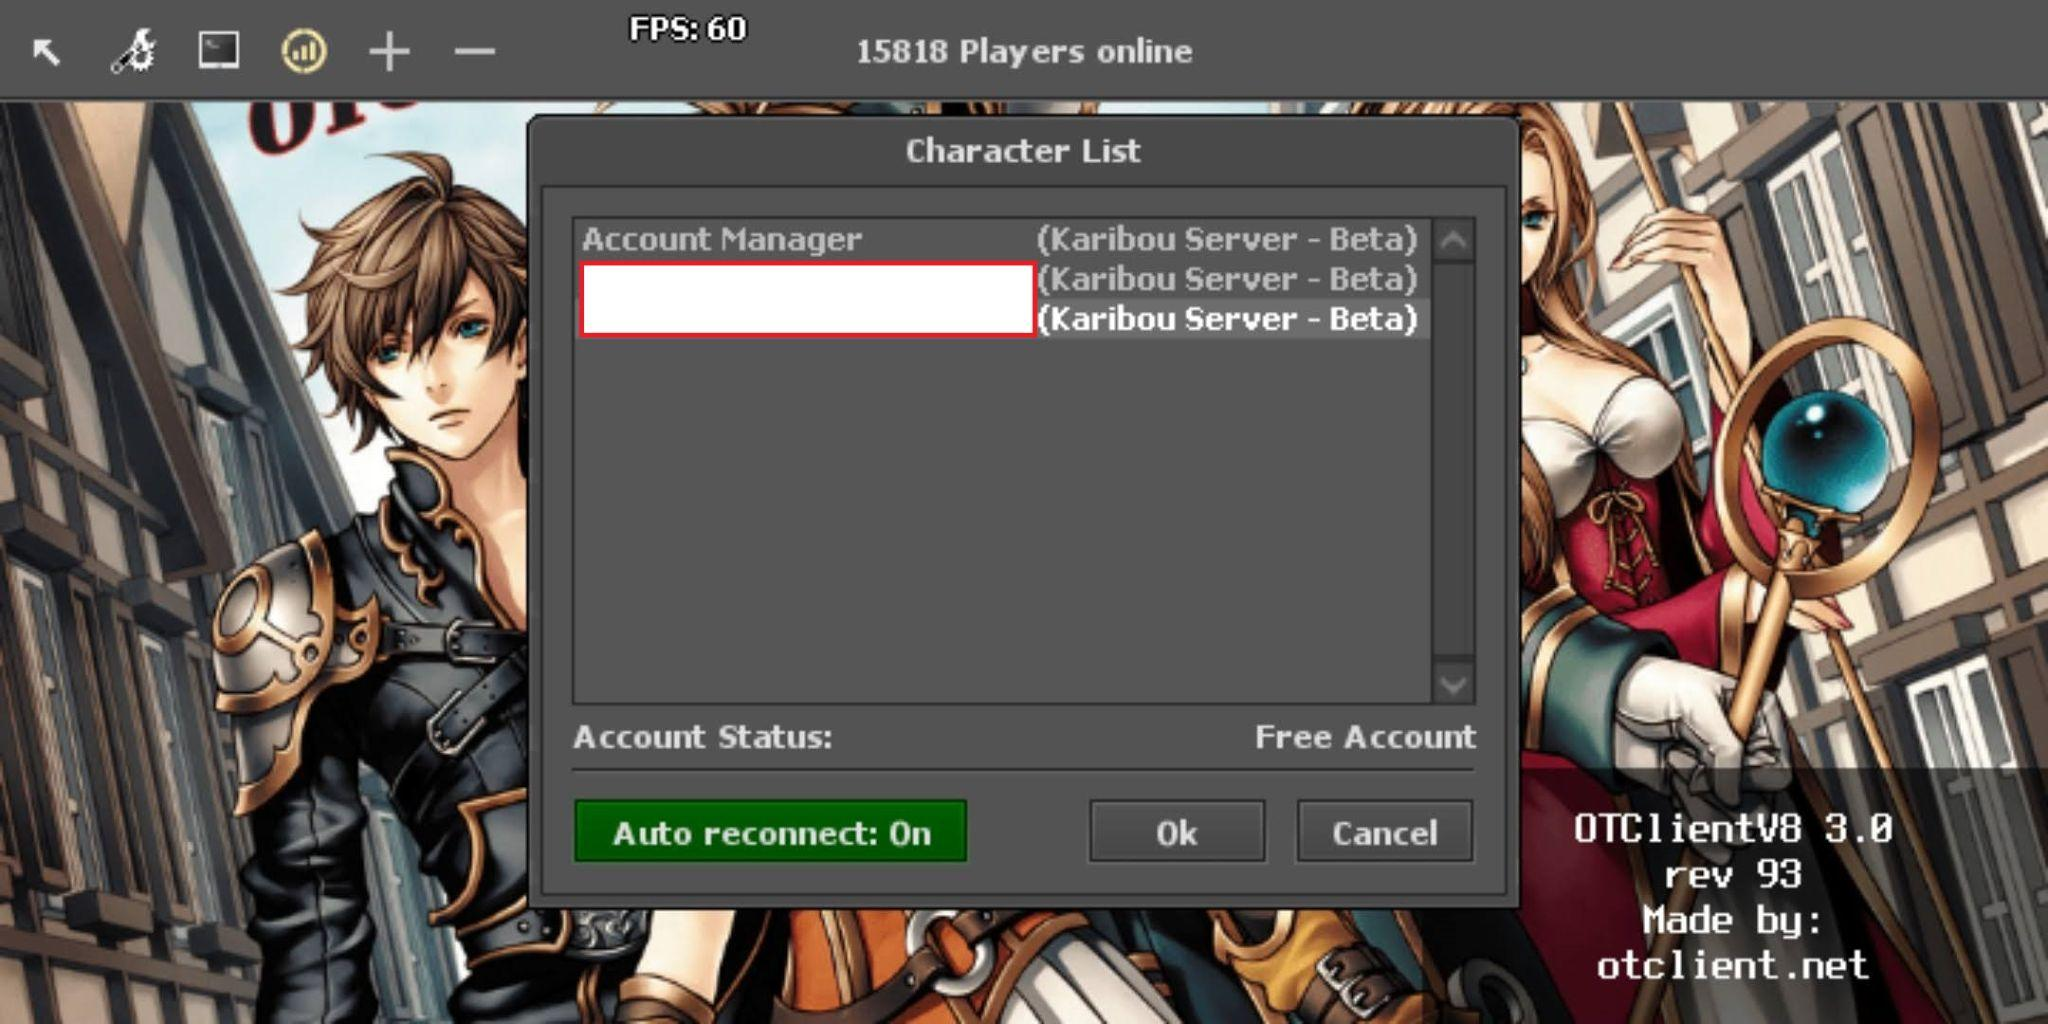 FPS: 60
15818 Players online
Character List
Account Manager (Karibou Server - Beta)
(Karibou Server - Beta)
(Karibou Server - Beta)
Account Status: Free Account
Auto reconnect: On Ok Cancel
OTClientV8 3.0
rev 93
Made by:
otclient.net